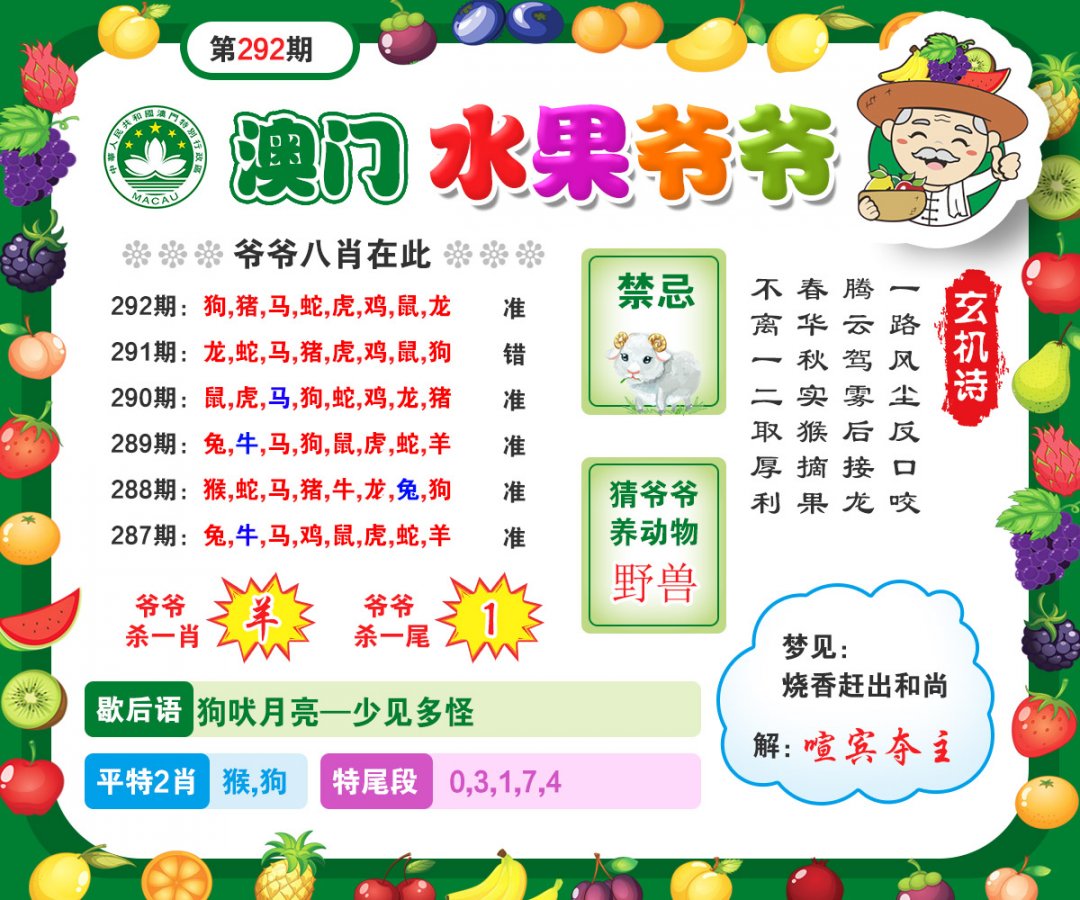 第292期
中華人民共和國澳門特別行政區
MACAU
澳门 水果爷爷
爷爷八肖在此
292期: 狗,猪,马,蛇,虎,鸡,鼠,龙 准
291期: 龙,蛇,马,猪,虎,鸡,鼠,狗 错
290期: 鼠,虎,马,狗,蛇,鸡,龙,猪 准
289期: 兔,牛,马,狗,鼠,虎,蛇,羊 准
288期: 猴,蛇,马,猪,牛,龙,兔,狗 准
287期: 兔,牛,马,鸡,鼠,虎,蛇,羊 准
爷爷
杀一肖
羊
爷爷
杀一尾
1
禁忌
猜爷爷
养动物
野兽
玄机诗
一路风尘反口咬
腾云驾雾后接龙
春华秋实猴摘果
不离一二取厚利
歇后语 狗吠月亮—少见多怪
平特2肖 猴,狗
特尾段 0,3,1,7,4
梦见:
烧香赶出和尚
解: 喧宾夺主